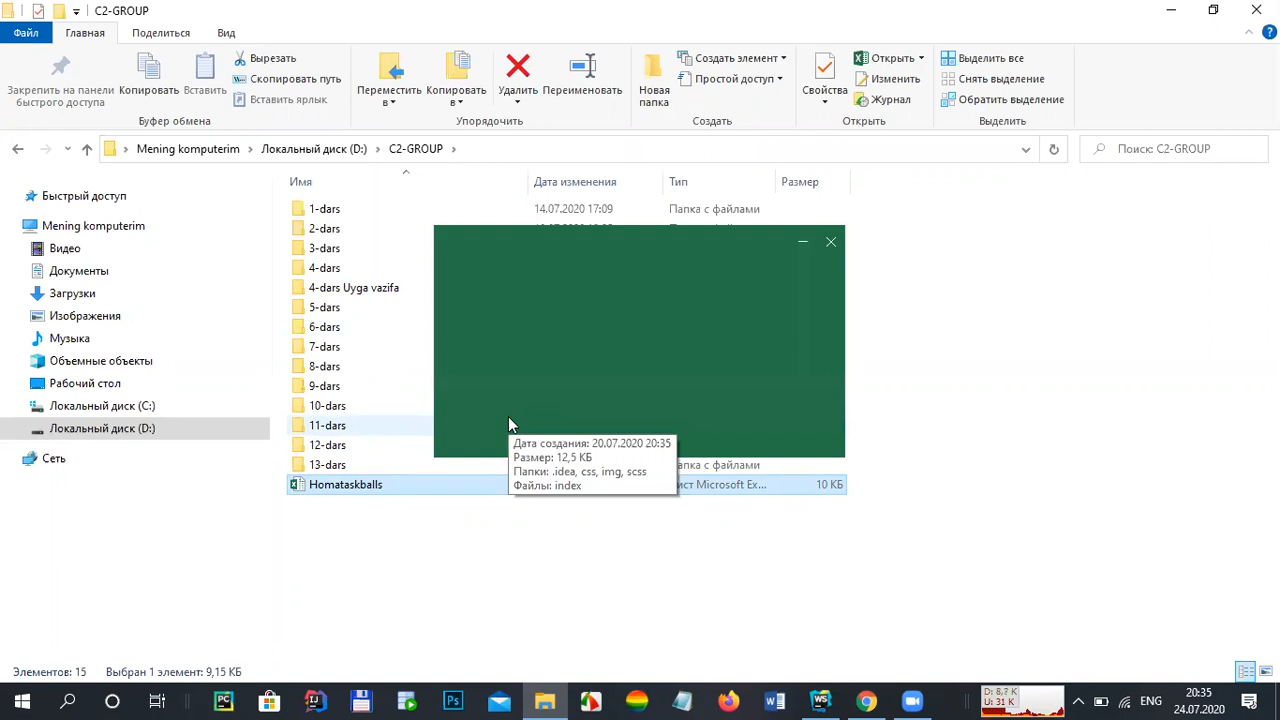 C2-GROUP
Файл Главная Поделиться Вид
Закрепить на панели быстрого доступа
Копировать
Вставить
Вырезать
Скопировать путь
Вставить ярлык
Буфер обмена
Переместить в
Копировать в
Удалить
Переименовать
Упорядочить
Новая папка
Создать элемент
Простой доступ
Создать
Свойства
Открыть
Изменить
Журнал
Открыть
Выделить все
Снять выделение
Обратить выделение
Выделить
Mening komputerim Локальный диск (D:) C2-GROUP
Поиск: C2-GROUP
Быстрый доступ
Mening komputerim
Видео
Документы
Загрузки
Изображения
Музыка
Объемные объекты
Рабочий стол
Локальный диск (C:)
Локальный диск (D:)
Сеть
Имя Дата изменения Тип Размер
1-dars 14.07.2020 17:09 Папка с файлами
2-dars
3-dars
4-dars
4-dars Uyga vazifa
5-dars
6-dars
7-dars
8-dars
9-dars
10-dars
11-dars
12-dars
13-dars апка с файлами
Homataskballs ист Microsoft Ex... 10 КБ
Дата создания: 20.07.2020 20:35
Размер: 12,5 КБ
Папки: .idea, css, img, scss
Файлы: index
Элементов: 15 Выбран 1 элемент: 9,15 КБ
PC
Ps
W
WS
D: 8,? K
U: 31 K
ENG
20:35
24.07.2020